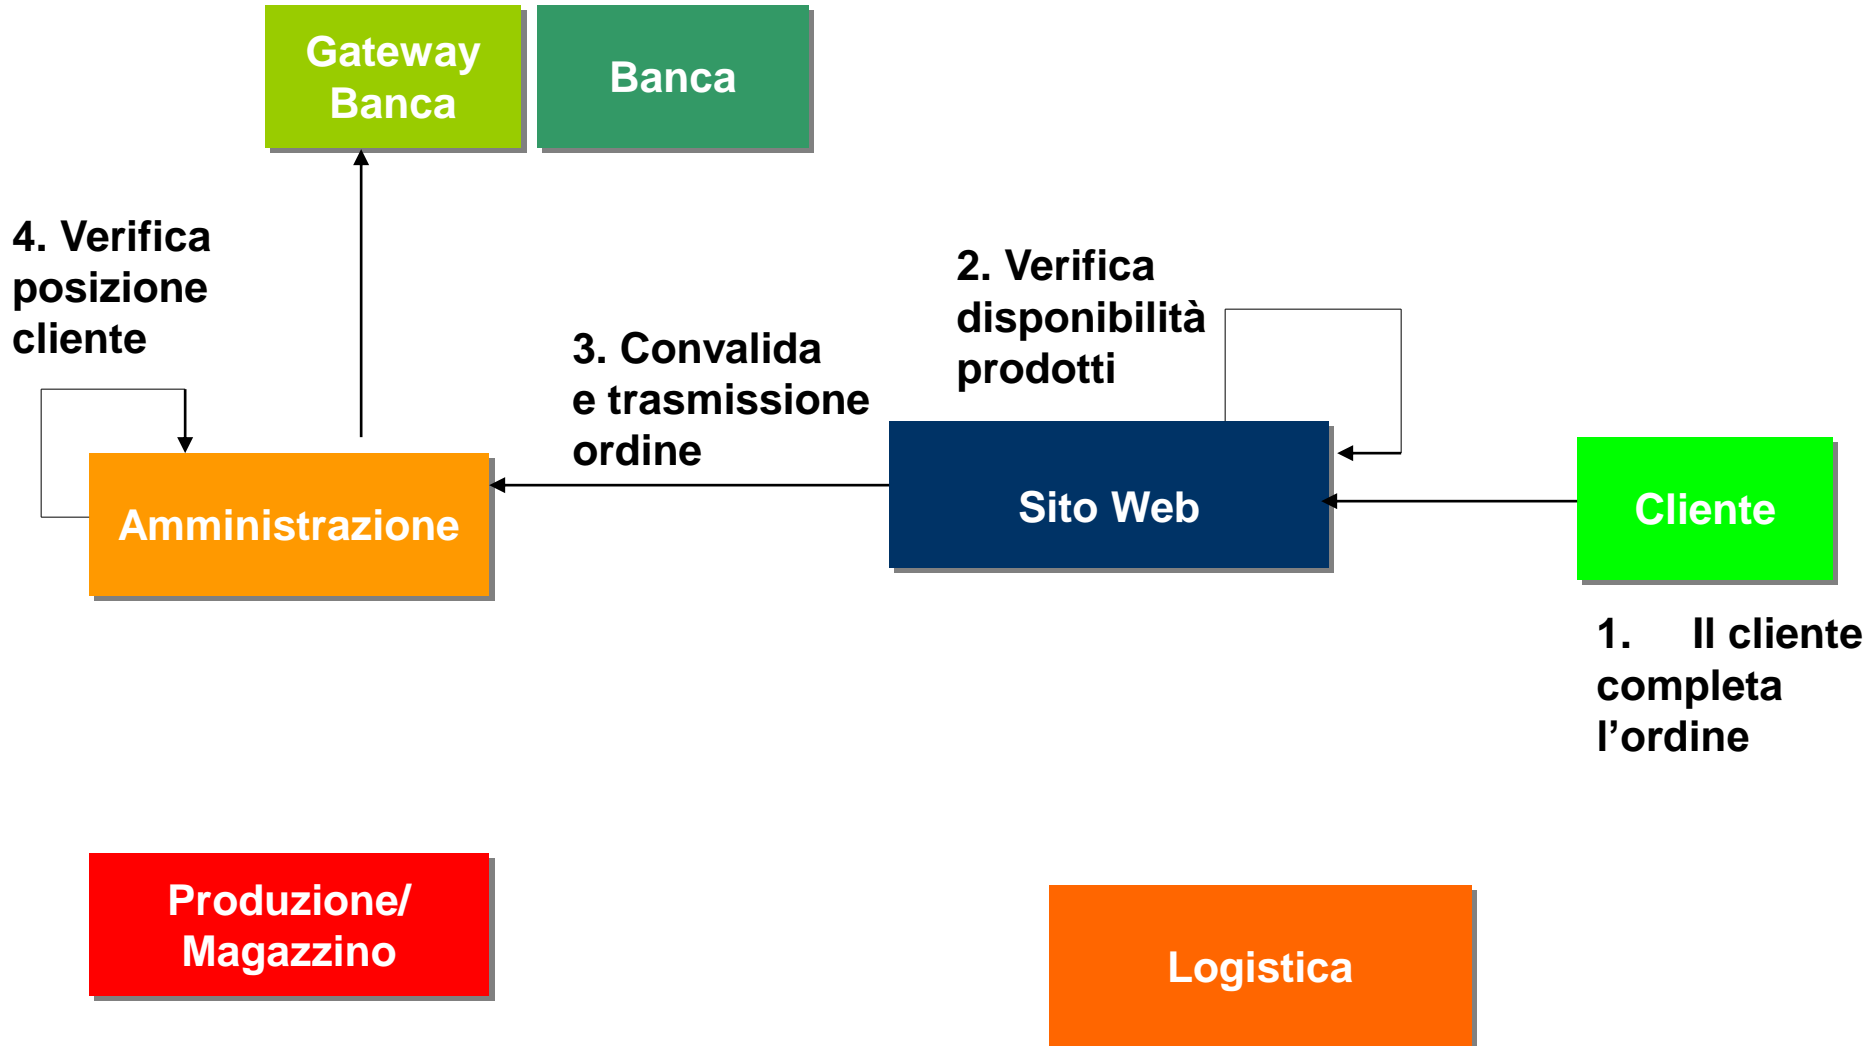 Gateway
Banca
Banca
4. Verifica
posizione
cliente
2. Verifica
disponibilità
prodotti
3. Convalida
e trasmissione
ordine
Amministrazione
Sito Web
Cliente
1. Il cliente
completa
l’ordine
Produzione/
Magazzino
Logistica